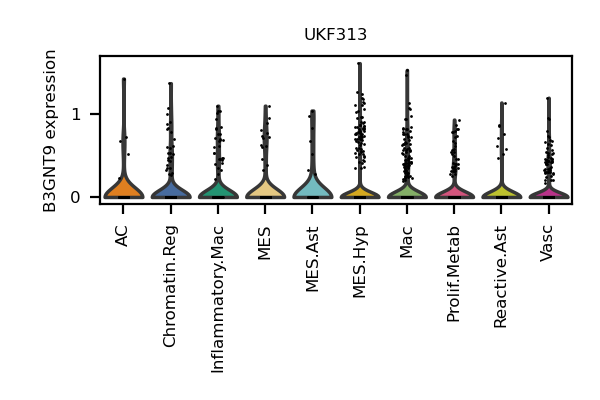 UKF313
B3GNT9 expression
1
0
AC
Chromatin.Reg
Inflammatory.Mac
MES
MES.Ast
MES.Hyp
Mac
Prolif.Metab
Reactive.Ast
Vasc